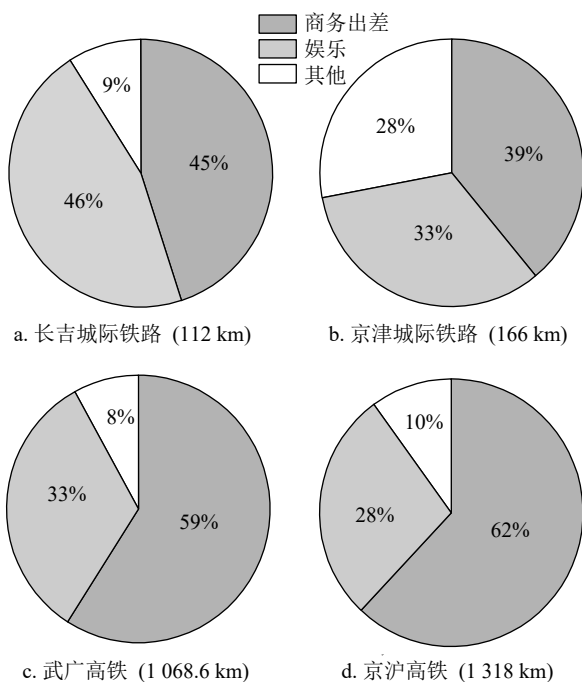 商务出差
娱乐
其他
9%
45%
46%
28%
39%
33%
a. 长吉城际铁路 (112 km)
b. 京津城际铁路 (166 km)
8%
33%
59%
10%
28%
62%
c. 武广高铁 (1 068.6 km)
d. 京沪高铁 (1 318 km)